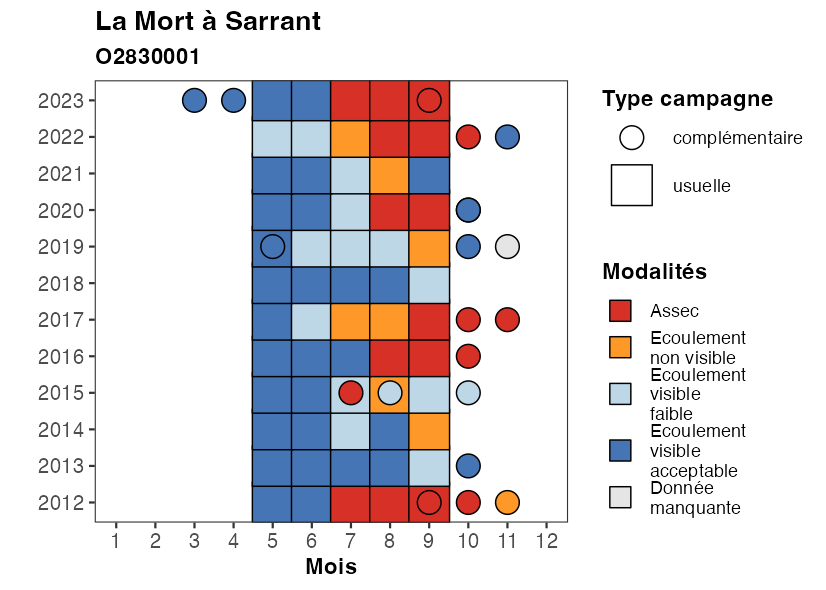 La Mort à Sarrant
O2830001
2023
2022
2021
2020
2019
2018
2017
2016
2015
2014
2013
2012
1 2 3 4 5 6 7 8 9 10 11 12
Mois
Type campagne
complémentaire
usuelle
Modalités
Assec
Ecoulement
non visible
Ecoulement
visible
faible
Ecoulement
visible
acceptable
Donnée
manquante